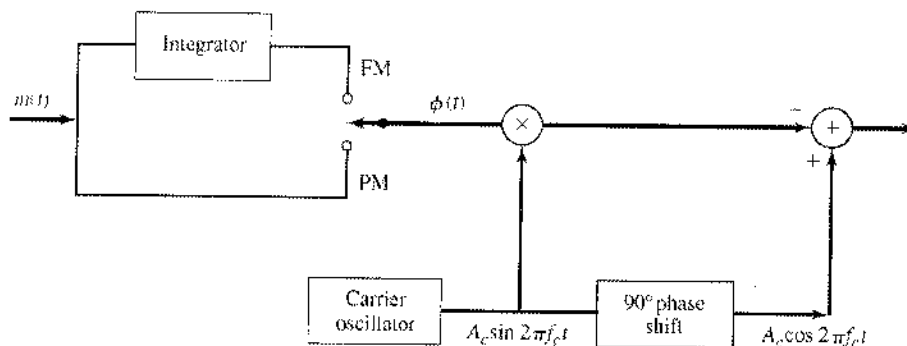 Integrator
FM
m(t)
ϕ(t)
×
−
+
+
PM
Carrier
oscillator
90° phase
shift
A_c sin 2πf_c t
A_c cos 2πf_c t